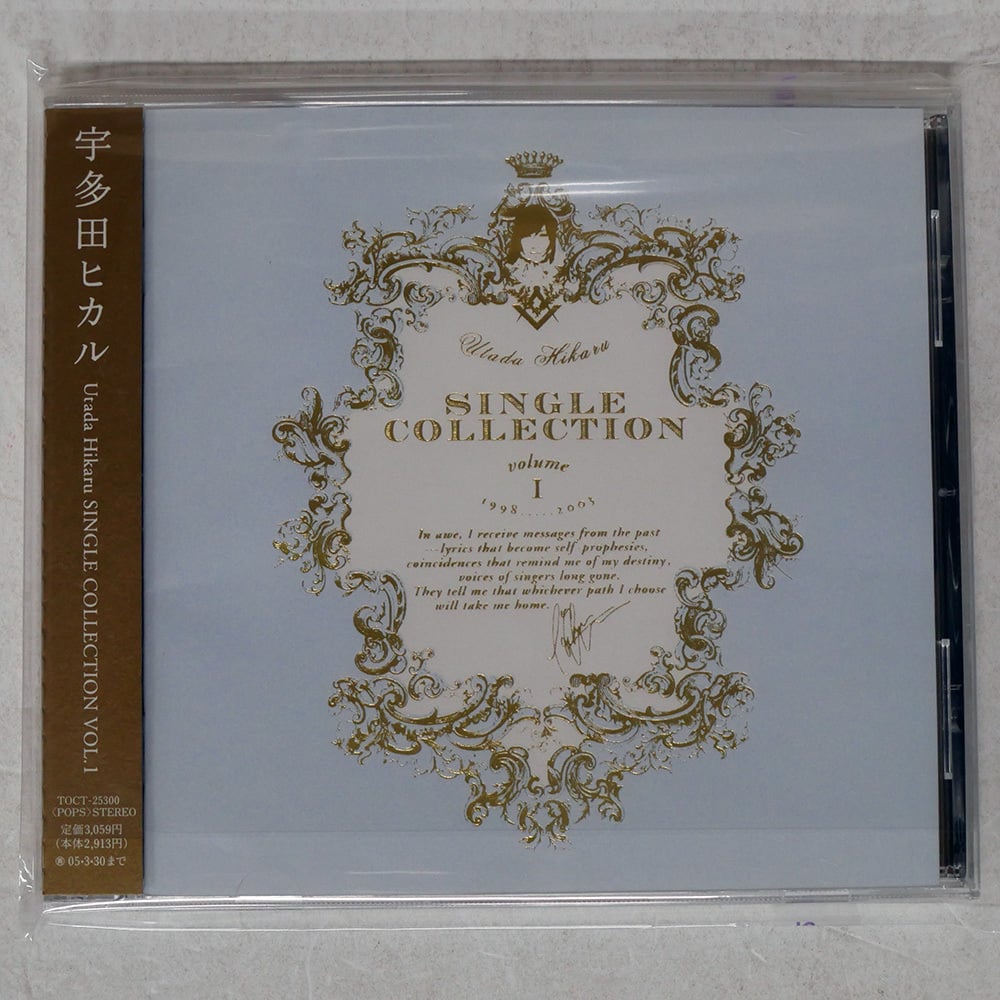 宇多田ヒカル
Utada Hikaru SINGLE COLLECTION VOL.1
TOCT-25300
〈POPS〉STEREO
定価3,059円
(本体2,913円)
㊑05・3・30まで
Utada Hikaru
SINGLE
COLLECTION
volume
I
1998......2003
In awe, I receive messages from the past
...lyrics that become self-prophesies,
coincidences that remind me of my destiny,
voices of singers long gone.
They tell me that whichever path I choose
will take me home.